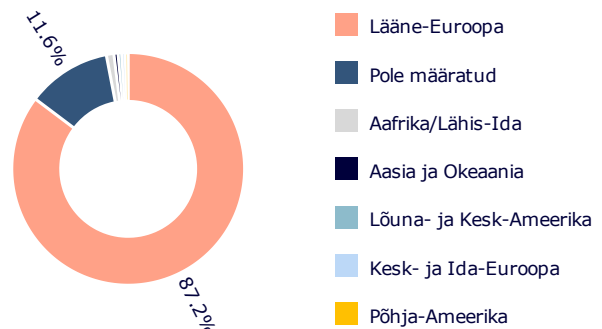 11.6%
87.2%
Lääne-Euroopa
Pole määratud
Aafrika/Lähis-Ida
Aasia ja Okeaania
Lõuna- ja Kesk-Ameerika
Kesk- ja Ida-Euroopa
Põhja-Ameerika